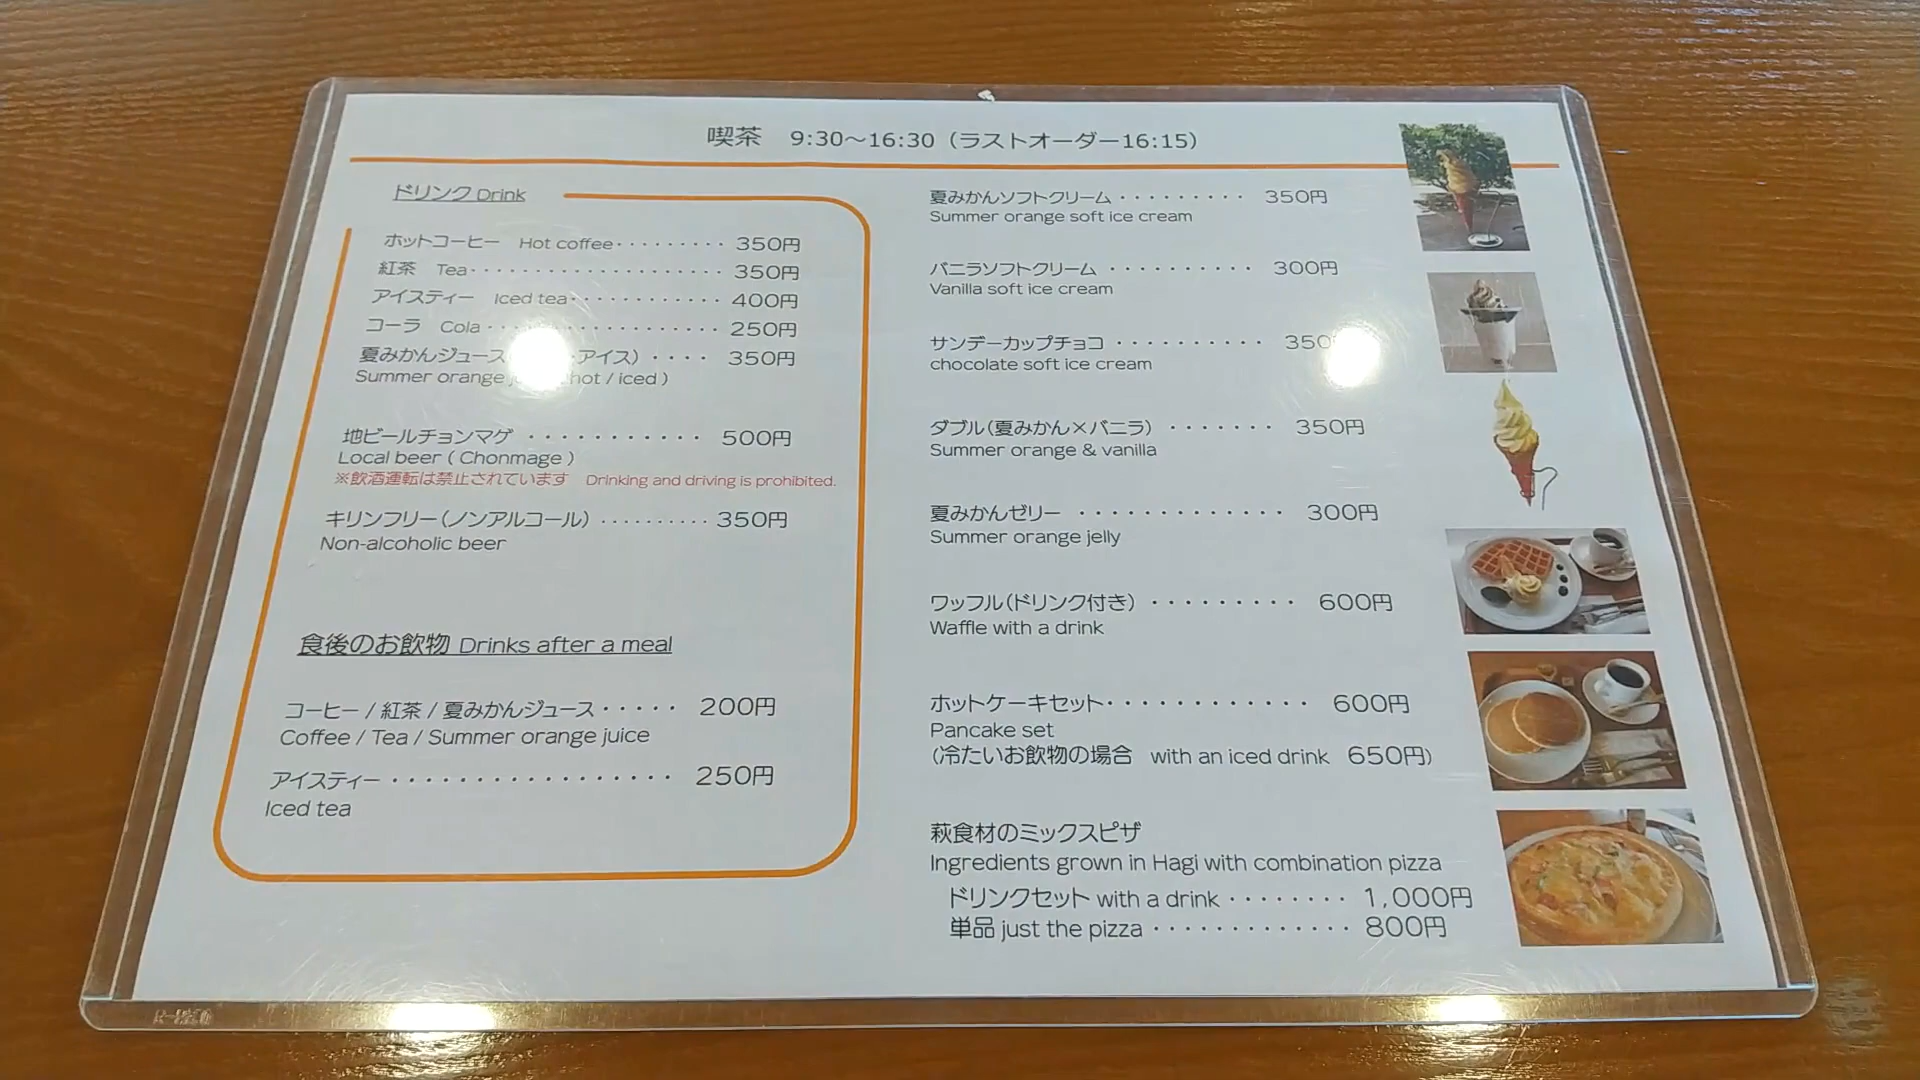 喫茶 9:30~16:30（ラストオーダー16:15）
ドリンク Drink
ホットコーヒー Hot coffee・・・・・・・・・ 350円
紅茶 Tea・・・・・・・・・・・・・・・・・・・・ 350円
アイスティー Iced tea・・・・・・・・・・・・ 400円
コーラ Cola・・・・・・・・・・・・・・・・・・ 250円
夏みかんジュース ・アイス）・・・・ 350円
Summer orange hot / iced )
地ビールチョンマゲ ・・・・・・・・・・・ 500円
Local beer ( Chonmage )
※飲酒運転は禁止されています Drinking and driving is prohibited.
キリンフリー（ノンアルコール）・・・・・・・・・・ 350円
Non-alcoholic beer
食後のお飲物 Drinks after a meal
コーヒー / 紅茶 / 夏みかんジュース・・・・・ 200円
Coffee / Tea / Summer orange juice
アイスティー・・・・・・・・・・・・・・・・・・ 250円
Iced tea
夏みかんソフトクリーム・・・・・・・・・ 350円
Summer orange soft ice cream
バニラソフトクリーム ・・・・・・・・・・ 300円
Vanilla soft ice cream
サンデーカップチョコ ・・・・・・・・・・ 350
chocolate soft ice cream
ダブル（夏みかん×バニラ） ・・・・・・・ 350円
Summer orange & vanilla
夏みかんゼリー ・・・・・・・・・・・・・ 300円
Summer orange jelly
ワッフル（ドリンク付き） ・・・・・・・・・ 600円
Waffle with a drink
ホットケーキセット・・・・・・・・・・・・ 600円
Pancake set
（冷たいお飲物の場合 with an iced drink 650円）
萩食材のミックスピザ
Ingredients grown in Hagi with combination pizza
ドリンクセット with a drink・・・・・・・・ 1,000円
単品 just the pizza・・・・・・・・・・・・・ 800円